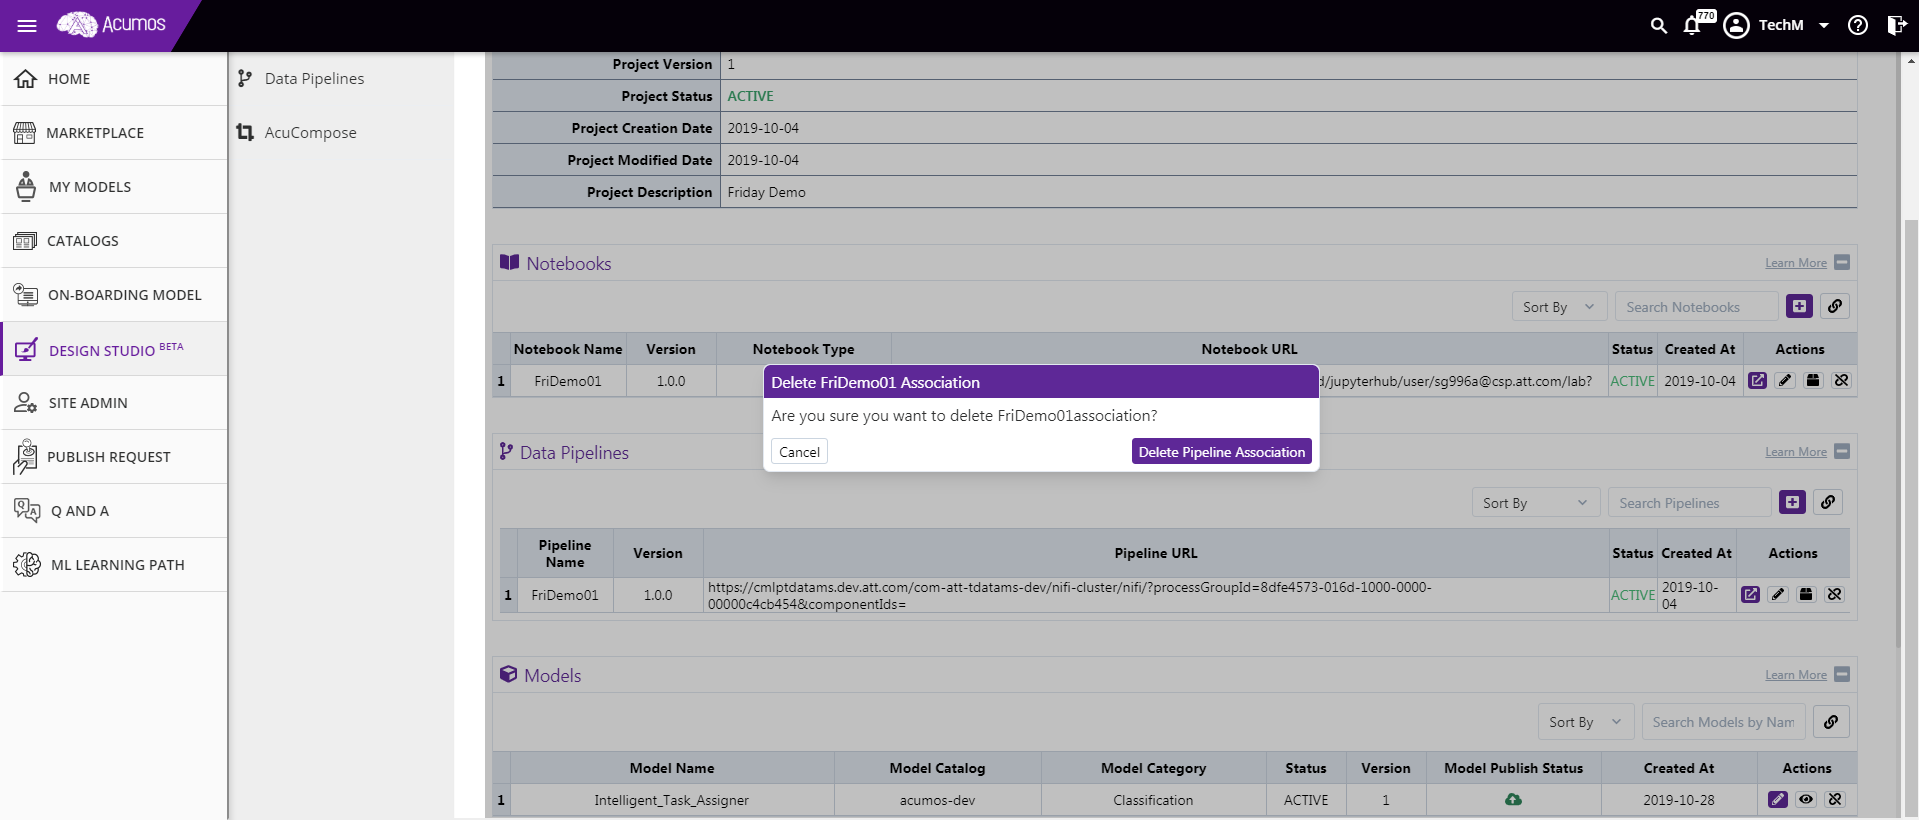 Acumos
770
TechM
HOME
MARKETPLACE
MY MODELS
CATALOGS
ON-BOARDING MODEL
DESIGN STUDIO BETA
SITE ADMIN
PUBLISH REQUEST
Q AND A
ML LEARNING PATH
Data Pipelines
AcuCompose
Project Version 1
Project Status ACTIVE
Project Creation Date 2019-10-04
Project Modified Date 2019-10-04
Project Description Friday Demo
Notebooks Learn More
Sort By Search Notebooks
Notebook Name Version Notebook Type Notebook URL Status Created At Actions
1 FriDemo01 1.0.0 d/jupyterhub/user/sg996a@csp.att.com/lab? ACTIVE 2019-10-04
Delete FriDemo01 Association
Are you sure you want to delete FriDemo01association?
Cancel Delete Pipeline Association
Data Pipelines Learn More
Sort By Search Pipelines
Pipeline Name Version Pipeline URL Status Created At Actions
1 FriDemo01 1.0.0 https://cmlptdatams.dev.att.com/com-att-tdatams-dev/nifi-cluster/nifi/?processGroupId=8dfe4573-016d-1000-0000-
00000c4cb454&componentIds= ACTIVE 2019-10-
04
Models Learn More
Sort By Search Models by Nam
Model Name Model Catalog Model Category Status Version Model Publish Status Created At Actions
1 Intelligent_Task_Assigner acumos-dev Classification ACTIVE 1 2019-10-28